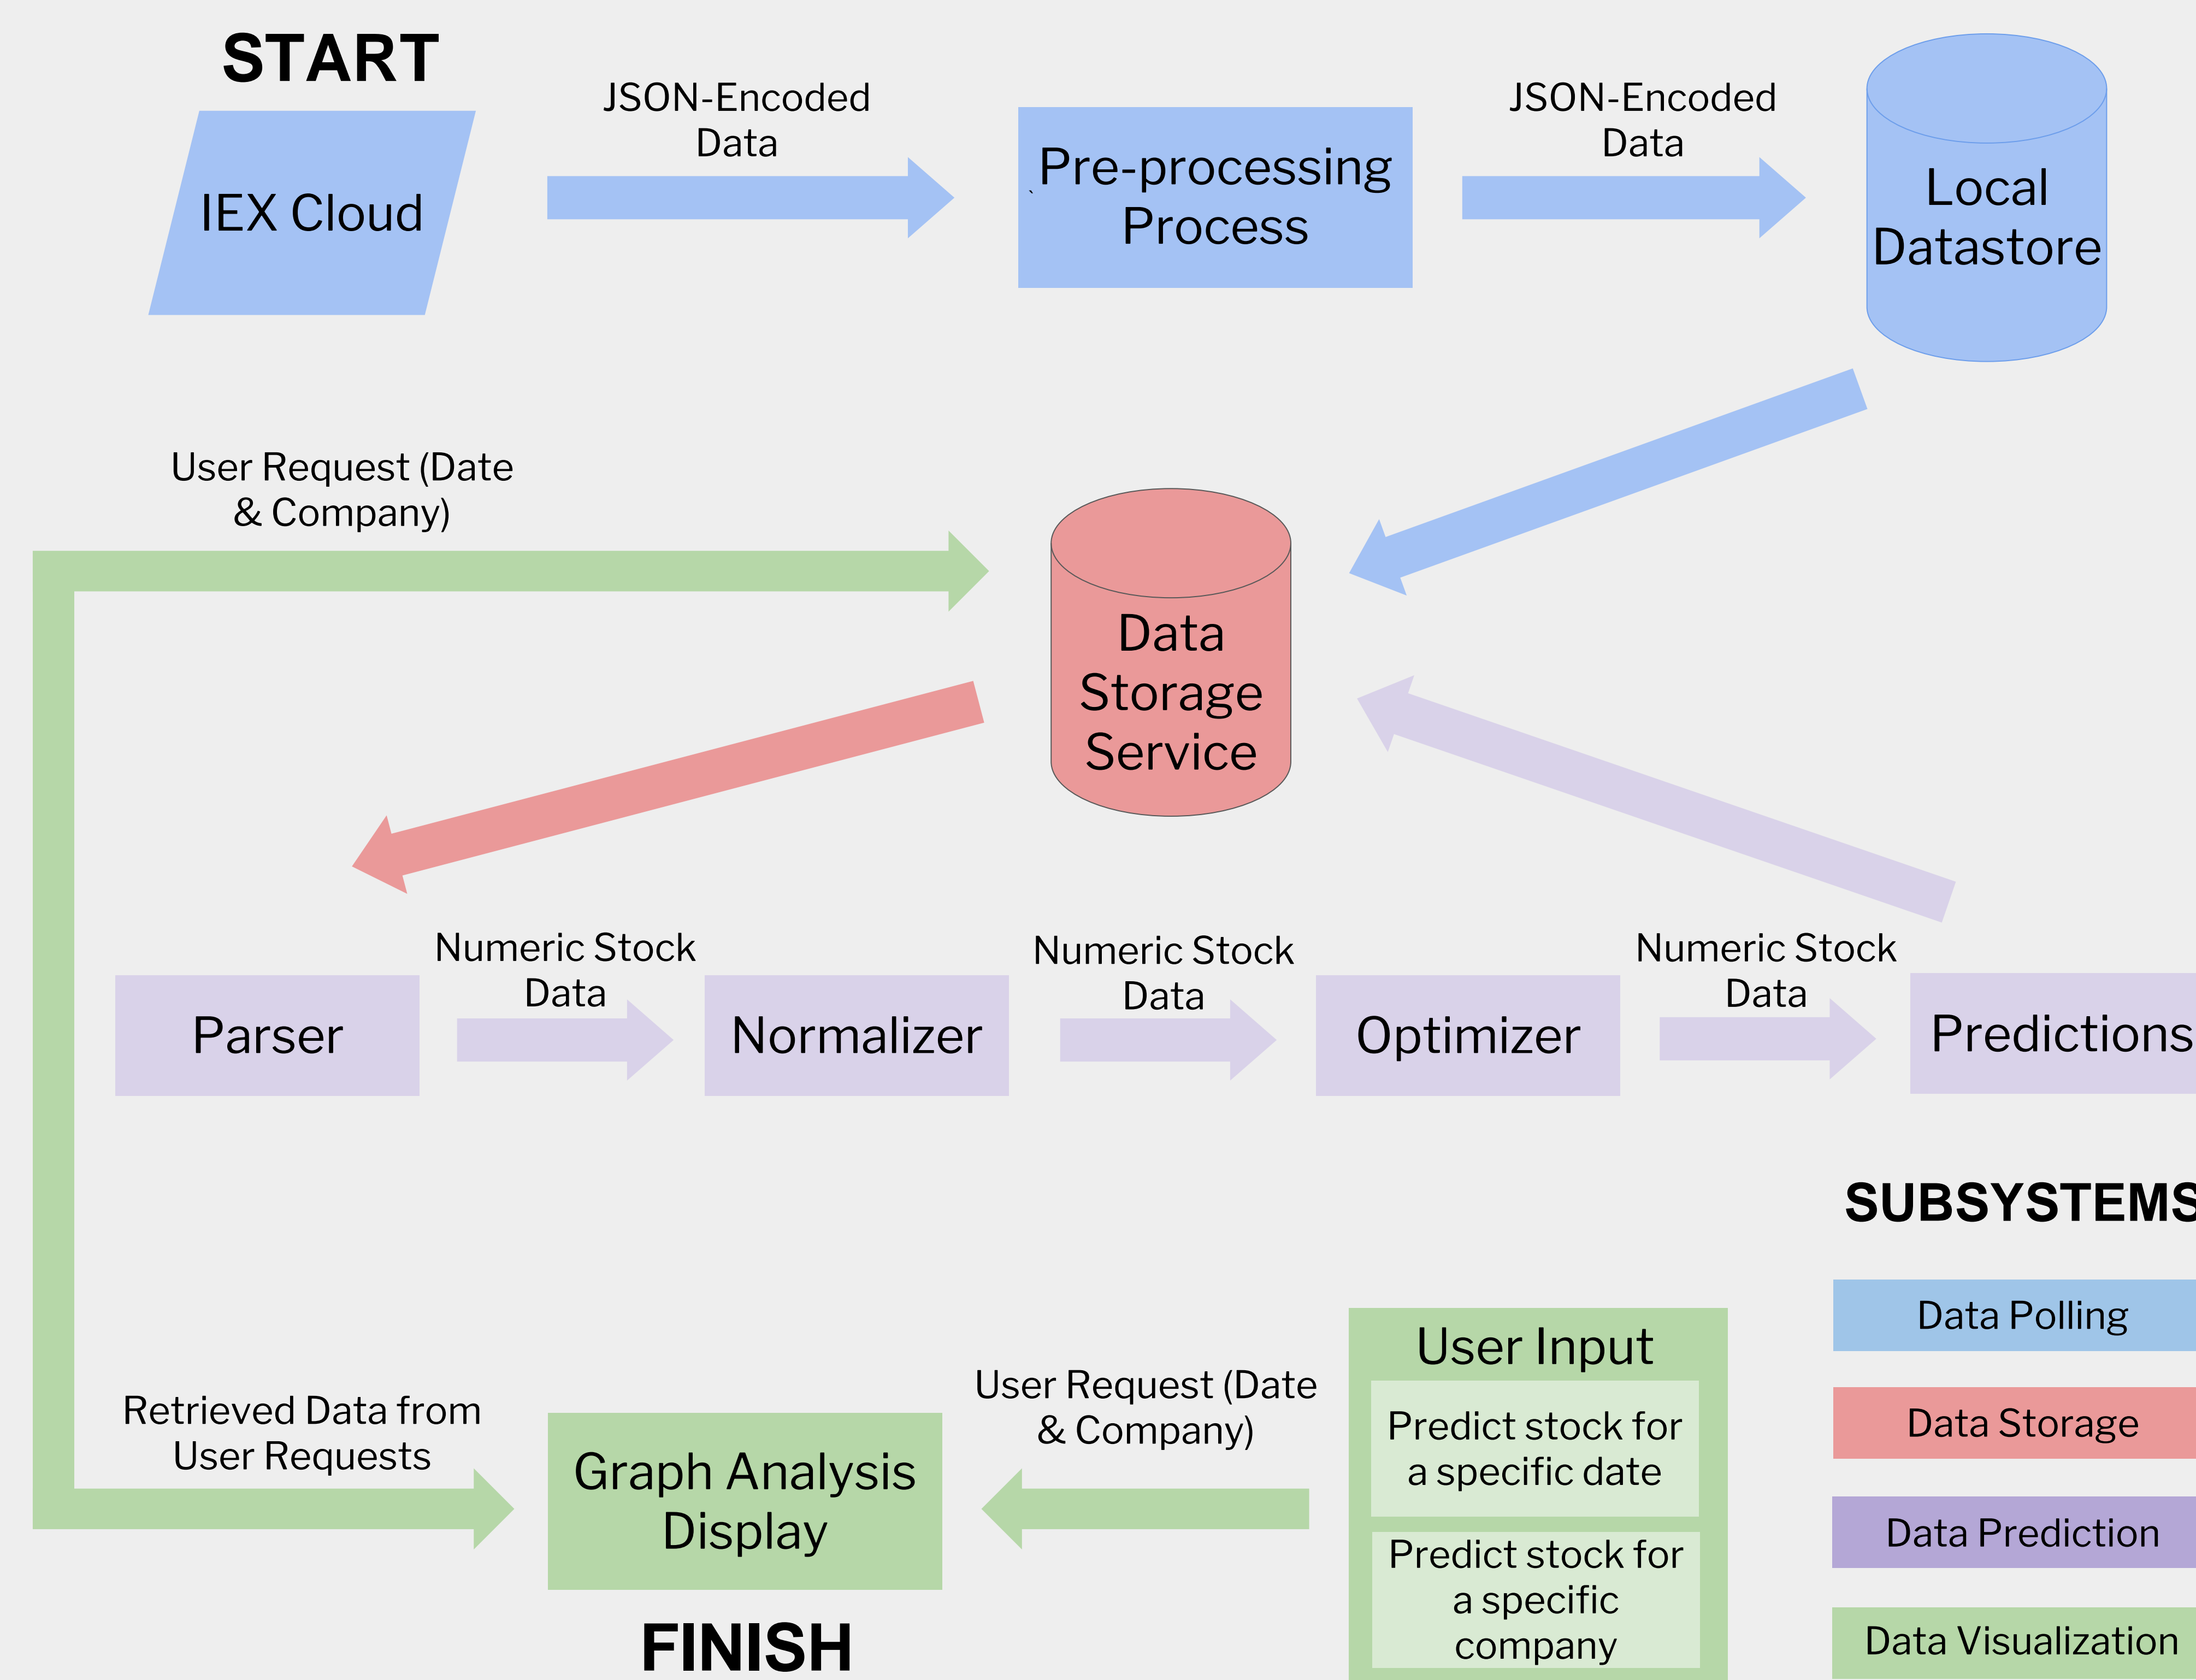 START
IEX Cloud
JSON-Encoded
Data
`
Pre-processing
Process
JSON-Encoded
Data
Local
Datastore
User Request (Date
& Company)
Data
Storage
Service
Parser
Numeric Stock
Data
Normalizer
Numeric Stock
Data
Optimizer
Numeric Stock
Data
Predictions
SUBSYSTEMS
Data Polling
Data Storage
Data Prediction
Data Visualization
Retrieved Data from
User Requests
Graph Analysis
Display
FINISH
User Request (Date
& Company)
User Input
Predict stock for
a specific date
Predict stock for
a specific
company